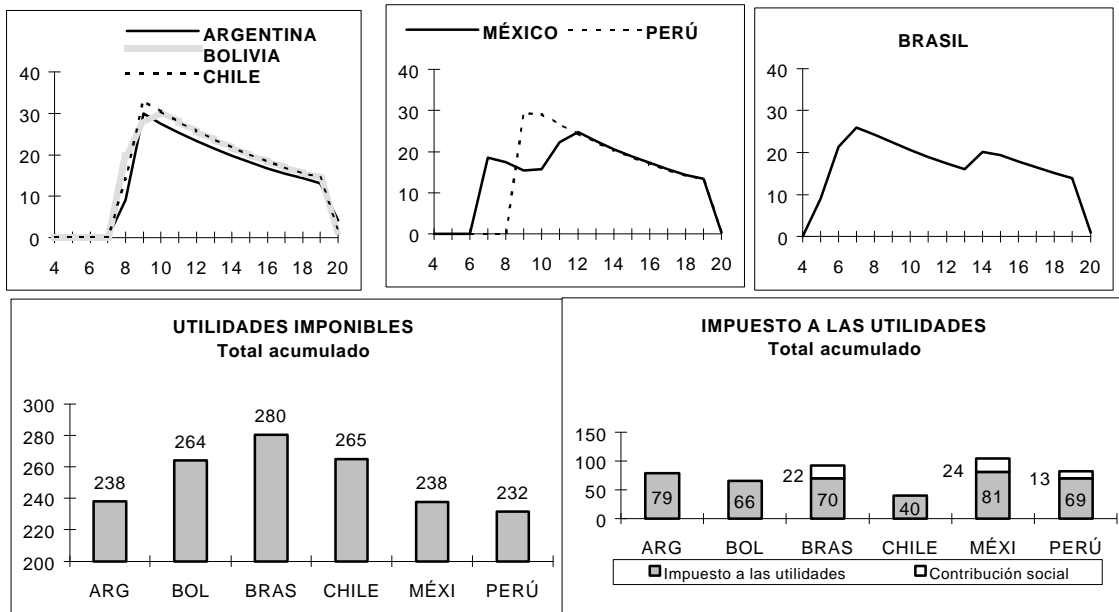 ARGENTINA
BOLIVIA
CHILE
40
30
20
10
0
4 6 8 10 12 14 16 18 20
MÉXICO PERÚ
40
30
20
10
0
4 6 8 10 12 14 16 18 20
BRASIL
40
30
20
10
0
4 6 8 10 12 14 16 18 20
UTILIDADES IMPONIBLES
Total acumulado
300
280
260
240
220
200
238 264 280 265 238 232
ARG BOL BRAS CHILE MÉXI PERÚ
IMPUESTO A LAS UTILIDADES
Total acumulado
150
100
50
0
22 24 13
79 66 70 40 81 69
ARG BOL BRAS CHILE MÉXI PERÚ
Impuesto a las utilidades Contribución social